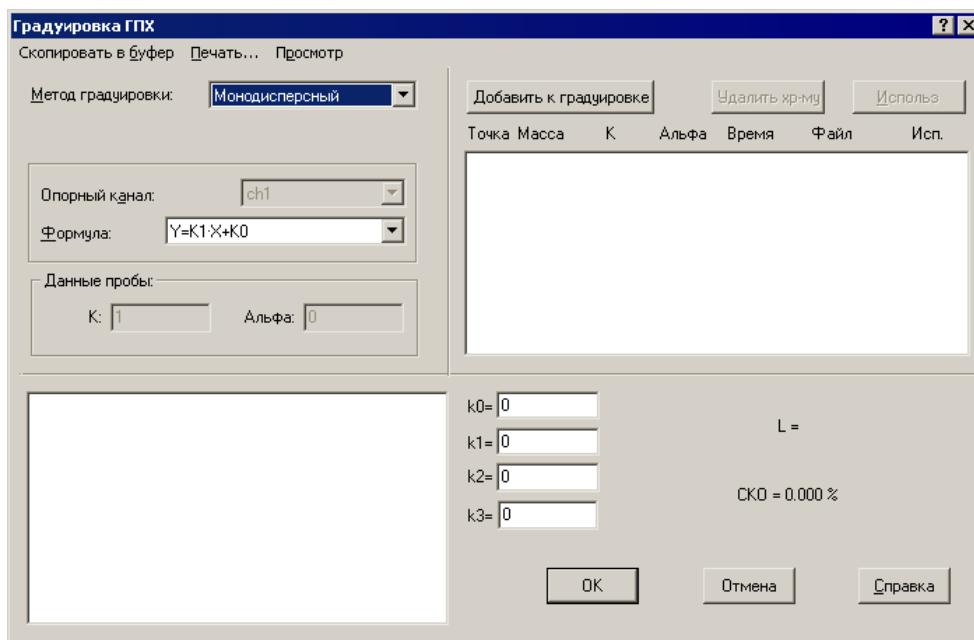 Градуировка ГПХ
Скопировать в буфер Печать... Просмотр
Метод градуировки: Монодисперсный
Опорный канал: ch1
Формула: Y=K1·X+K0
Данные пробы:
К: 1 Альфа: 0
Добавить к градуировке Удалить хр-му Использ
Точка Масса К Альфа Время Файл Исп.
k0= 0
k1= 0
k2= 0
k3= 0
L =
СКО = 0.000 %
ОК Отмена Справка